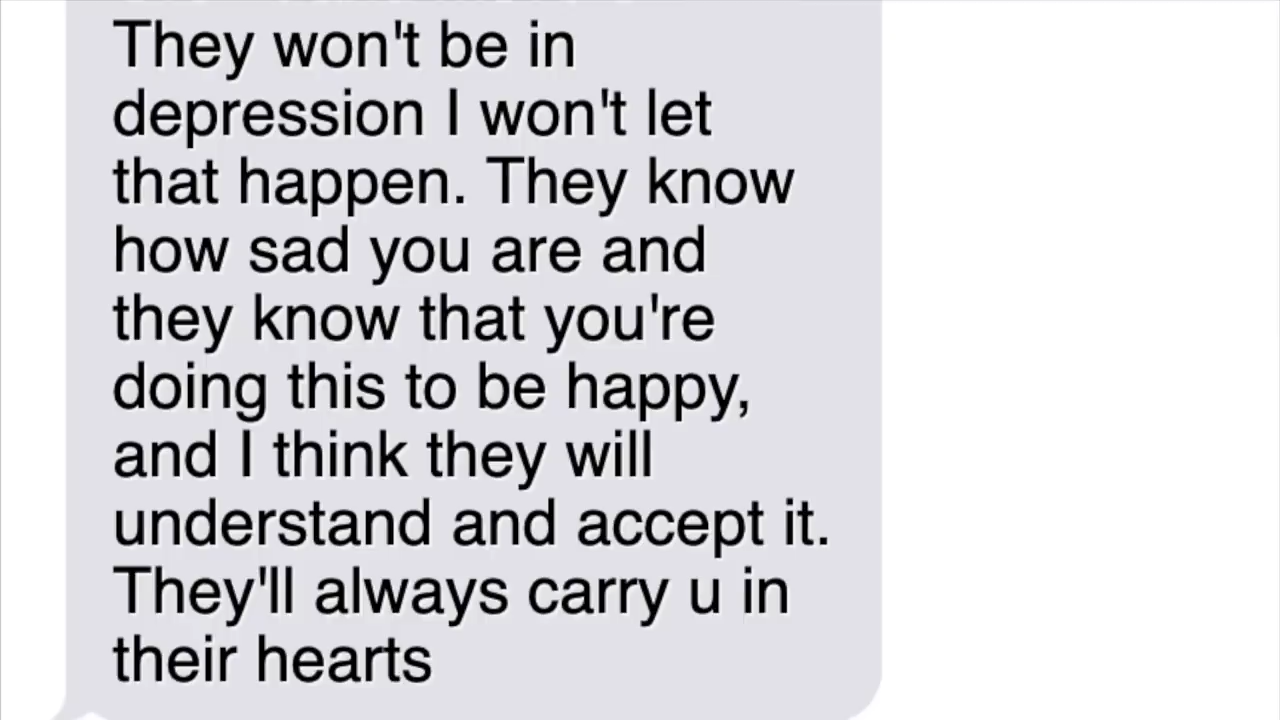 They won't be in
depression I won't let
that happen. They know
how sad you are and
they know that you're
doing this to be happy,
and I think they will
understand and accept it.
They'll always carry u in
their hearts